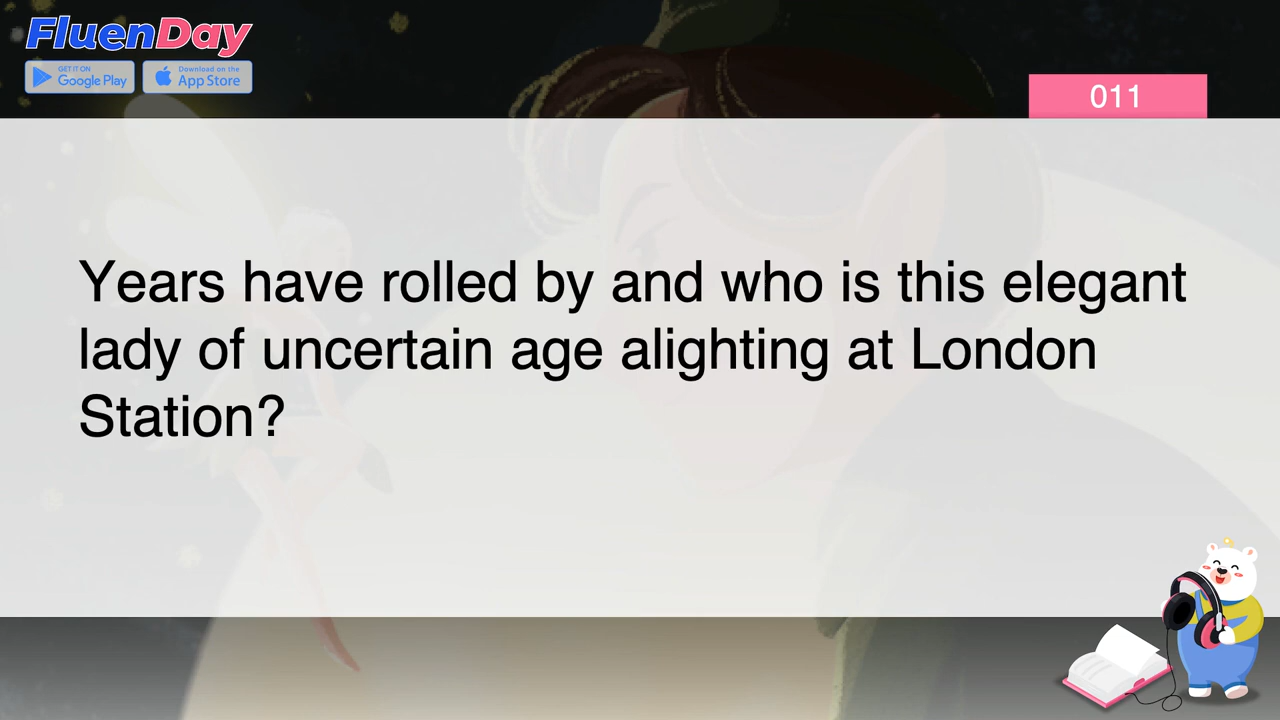 FluenDay
GET IT ON
Google Play
Download on the
App Store
011
Years have rolled by and who is this elegant
lady of uncertain age alighting at London
Station?